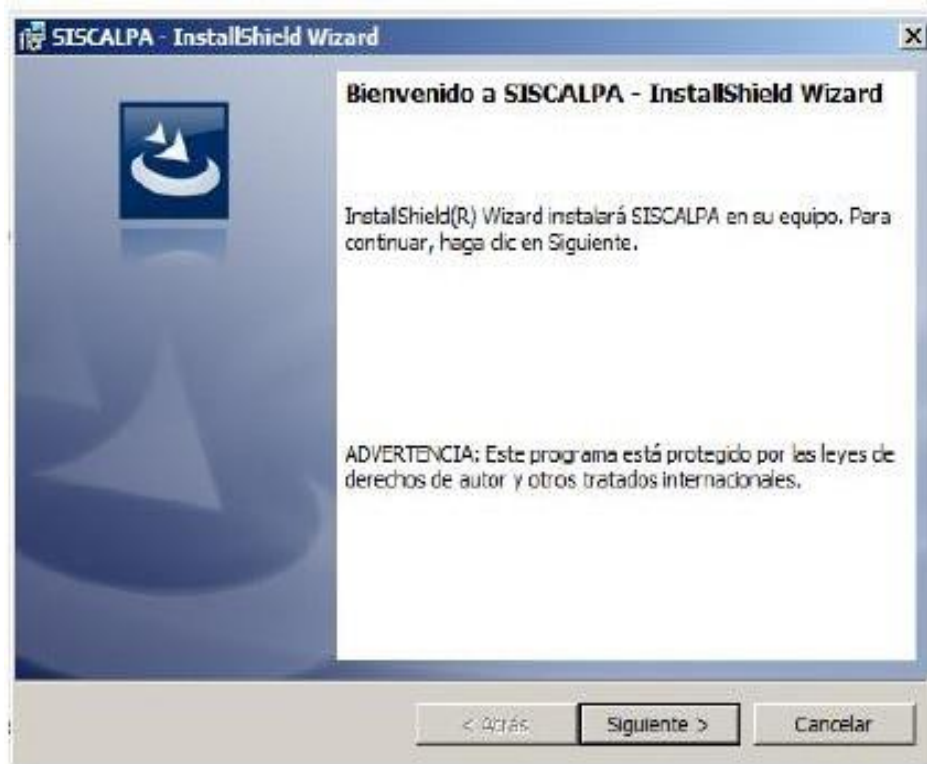 SISCALPA - InstallShield Wizard
Bienvenido a SISCALPA - InstallShield Wizard
InstallShield(R) Wizard instalará SISCALPA en su equipo. Para
continuar, haga clic en Siguiente.
ADVERTENCIA: Este programa está protegido por las leyes de
derechos de autor y otros tratados internacionales.
< Atrás
Siguiente >
Cancelar